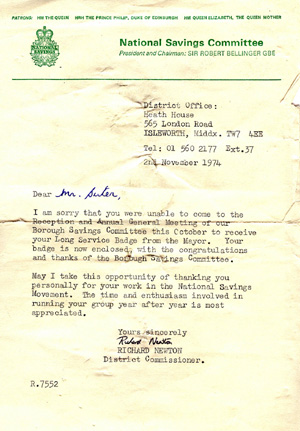 PATRONS: HM THE QUEEN HRH THE PRINCE PHILIP, DUKE OF EDINBURGH HM QUEEN ELIZABETH, THE QUEEN MOTHER
NATIONAL SAVINGS
National Savings Committee
President and Chairman: SIR ROBERT BELLINGER GBE
District Office:
Heath House
565 London Road
ISLEWORTH, Middx. TW7 4EE
Tel: 01 560 2177 Ext.37
2nd November 1974
Dear Mr. Suter,
I am sorry that you were unable to come to the
Reception and Annual General Meeting of our
Borough Savings Committee this October to receive
your Long Service Badge from the Mayor. Your
badge is now enclosed, with the congratulations
and thanks of the Borough Savings Committee.
May I take this opportunity of thanking you
personally for your work in the National Savings
Movement. The time and enthusiasm involved in
running your group year after year is most
appreciated.
Yours sincerely
Richard Newton
RICHARD NEWTON
District Commissioner.
R.7552